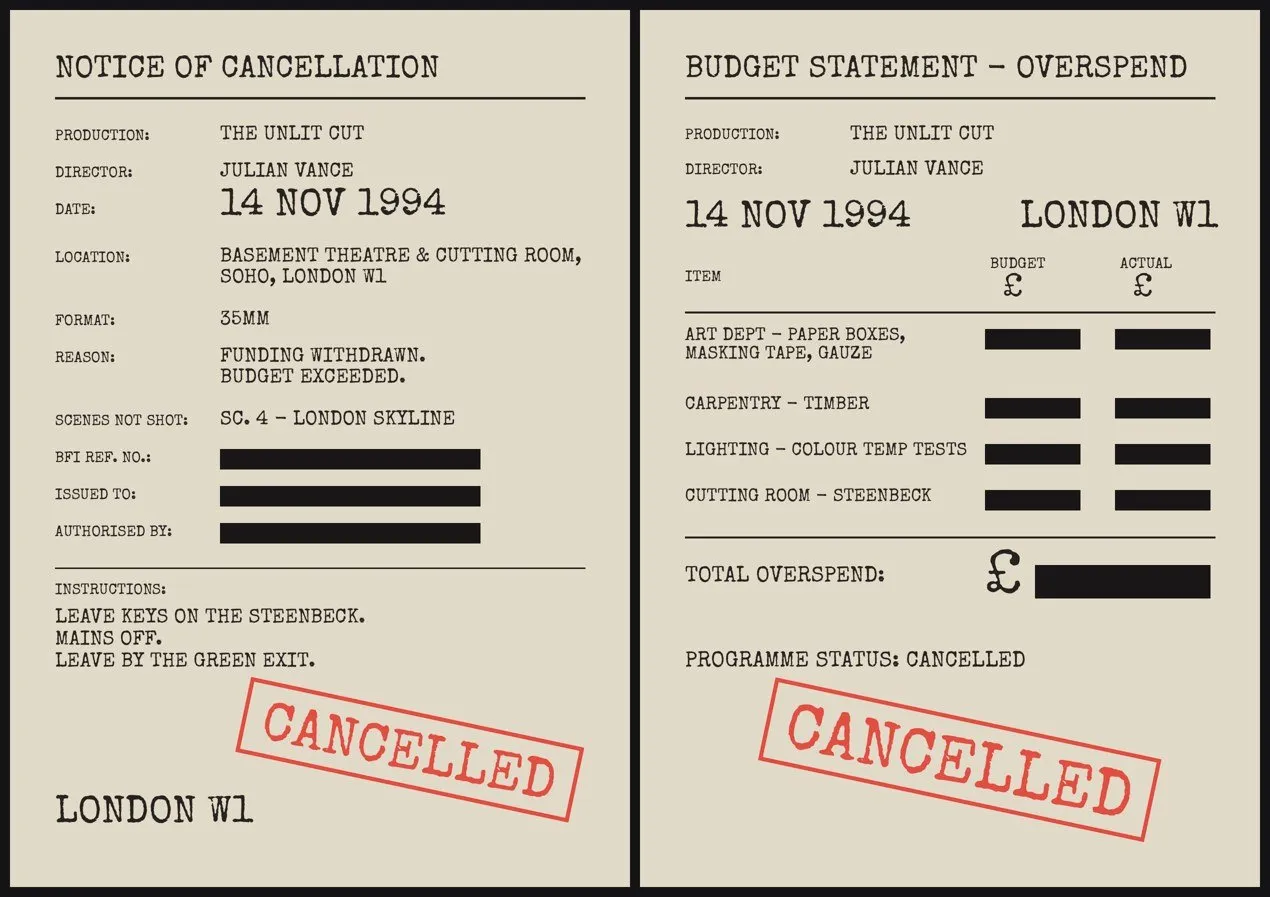 NOTICE OF CANCELLATION
PRODUCTION: THE UNLIT CUT
DIRECTOR: JULIAN VANCE
DATE: 14 NOV 1994
LOCATION: BASEMENT THEATRE & CUTTING ROOM,
SOHO, LONDON W1
FORMAT: 35MM
REASON: FUNDING WITHDRAWN.
BUDGET EXCEEDED.
SCENES NOT SHOT: SC. 4 – LONDON SKYLINE
BFI REF. NO.:
ISSUED TO:
AUTHORISED BY:
INSTRUCTIONS:
LEAVE KEYS ON THE STEENBECK.
MAINS OFF.
LEAVE BY THE GREEN EXIT.
CANCELLED
LONDON W1
BUDGET STATEMENT – OVERSPEND
PRODUCTION: THE UNLIT CUT
DIRECTOR: JULIAN VANCE
14 NOV 1994 LONDON W1
ITEM BUDGET ACTUAL
£ £
ART DEPT – PAPER BOXES,
MASKING TAPE, GAUZE
CARPENTRY – TIMBER
LIGHTING – COLOUR TEMP TESTS
CUTTING ROOM – STEENBECK
TOTAL OVERSPEND: £
PROGRAMME STATUS: CANCELLED
CANCELLED